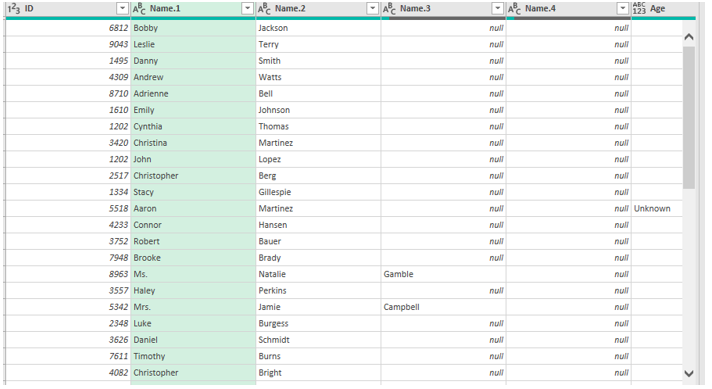 1 2 3 ID A B C Name.1 A B C Name.2 A B C Name.3 A B C Name.4 ABC 123 Age
6812 Bobby Jackson null null
9043 Leslie Terry null null
1495 Danny Smith null null
4309 Andrew Watts null null
8710 Adrienne Bell null null
1610 Emily Johnson null null
1202 Cynthia Thomas null null
3420 Christina Martinez null null
1202 John Lopez null null
2517 Christopher Berg null null
1334 Stacy Gillespie null null
5518 Aaron Martinez null null Unknown
4233 Connor Hansen null null
3752 Robert Bauer null null
7948 Brooke Brady null null
8963 Ms. Natalie Gamble null
3557 Haley Perkins null null
5342 Mrs. Jamie Campbell null
2348 Luke Burgess null null
3626 Daniel Schmidt null null
7611 Timothy Burns null null
4082 Christopher Bright null null